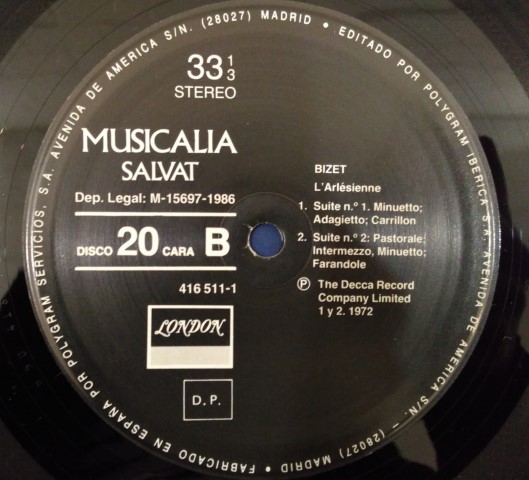 33 1/3
STEREO
MUSICALIA
SALVAT
Dep. Legal: M-15697-1986
DISCO 20 CARA B
416 511-1
LONDON
D.P.
BIZET
L'Arlésienne
1. Suite n.º 1. Minuetto;
Adagietto; Carrillon
2. Suite n.º 2: Pastorale;
Intermezzo, Minuetto;
Farandole
Ⓟ The Decca Record
Company Limited
1 y 2. 1972
• EDITADO POR POLYGRAM IBERICA S.A. AVENIDA DE AMERICA S/N. – (28027) MADRID
• FABRICADO EN ESPAÑA POR POLYGRAM SERVICIOS, S.A. AVENIDA DE AMERICA S/N. (28027) MADRID